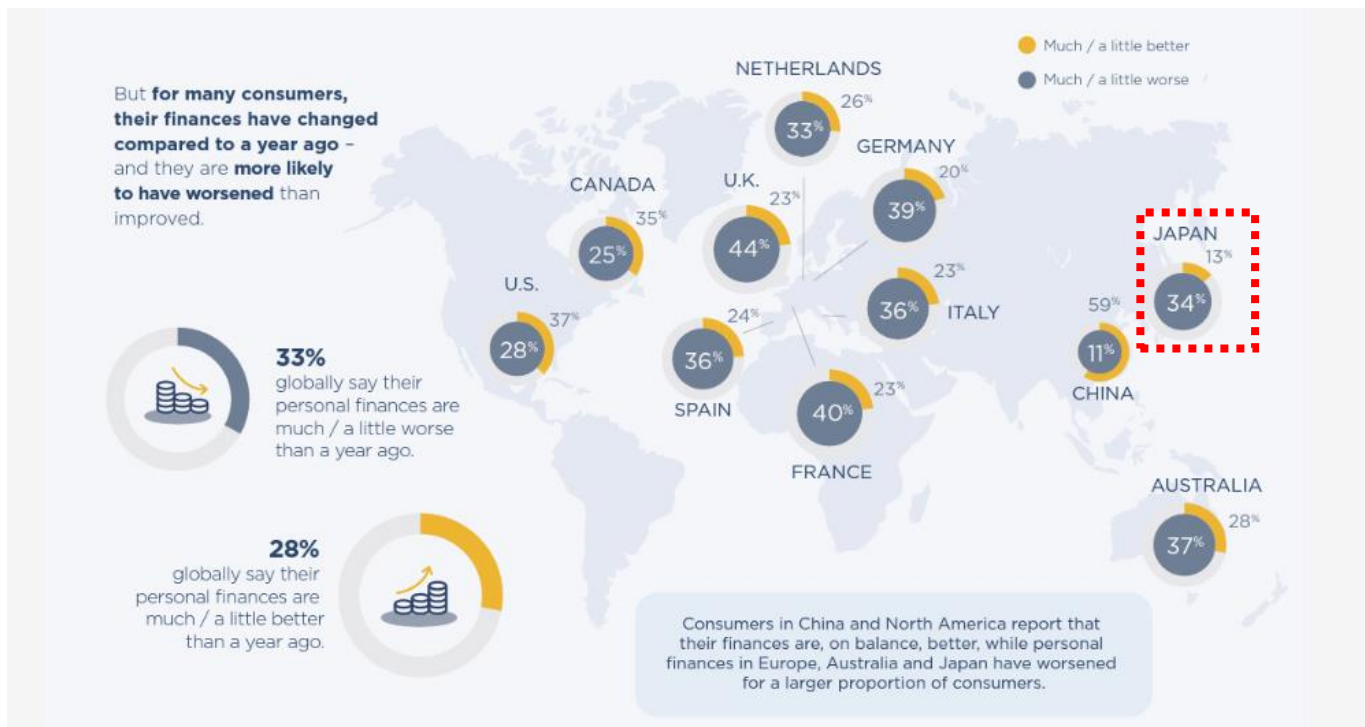 Much / a little better
Much / a little worse
But for many consumers,
their finances have changed
compared to a year ago –
and they are more likely
to have worsened than
improved.
NETHERLANDS
26%
33%
GERMANY
20%
39%
U.K.
23%
44%
CANADA
35%
25%
U.S.
37%
28%
JAPAN
13%
34%
23%
36%
ITALY
59%
11%
CHINA
24%
36%
SPAIN
23%
40%
FRANCE
33%
globally say their
personal finances are
much / a little worse
than a year ago.
AUSTRALIA
28%
37%
28%
globally say their
personal finances are
much / a little better
than a year ago.
Consumers in China and North America report that
their finances are, on balance, better, while personal
finances in Europe, Australia and Japan have worsened
for a larger proportion of consumers.